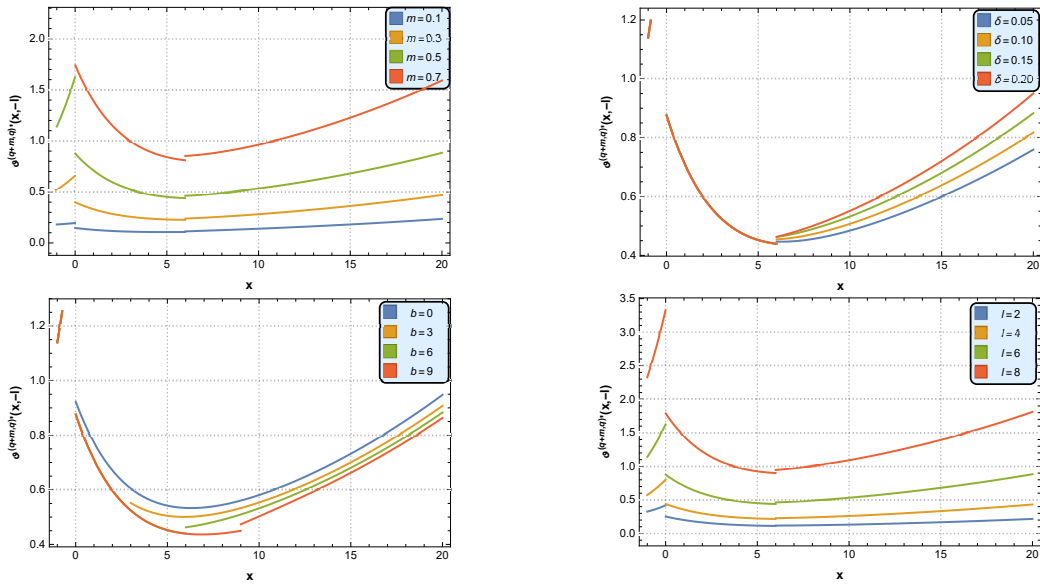 2.0
1.5
1.0
0.5
0.0
0 5 10 15 20
x
ϑ^(q+m,q)*(x,-l)
m=0.1
m=0.3
m=0.5
m=0.7
1.2
1.0
0.8
0.6
0.4
0 5 10 15 20
x
ϑ^(q+m,q)*(x,-l)
δ=0.05
δ=0.10
δ=0.15
δ=0.20
1.2
1.0
0.8
0.6
0.4
0 5 10 15 20
x
ϑ^(q+m,q)*(x,-l)
b=0
b=3
b=6
b=9
3.5
3.0
2.5
2.0
1.5
1.0
0.5
0.0
0 5 10 15 20
x
ϑ^(q+m,q)*(x,-l)
l=2
l=4
l=6
l=8